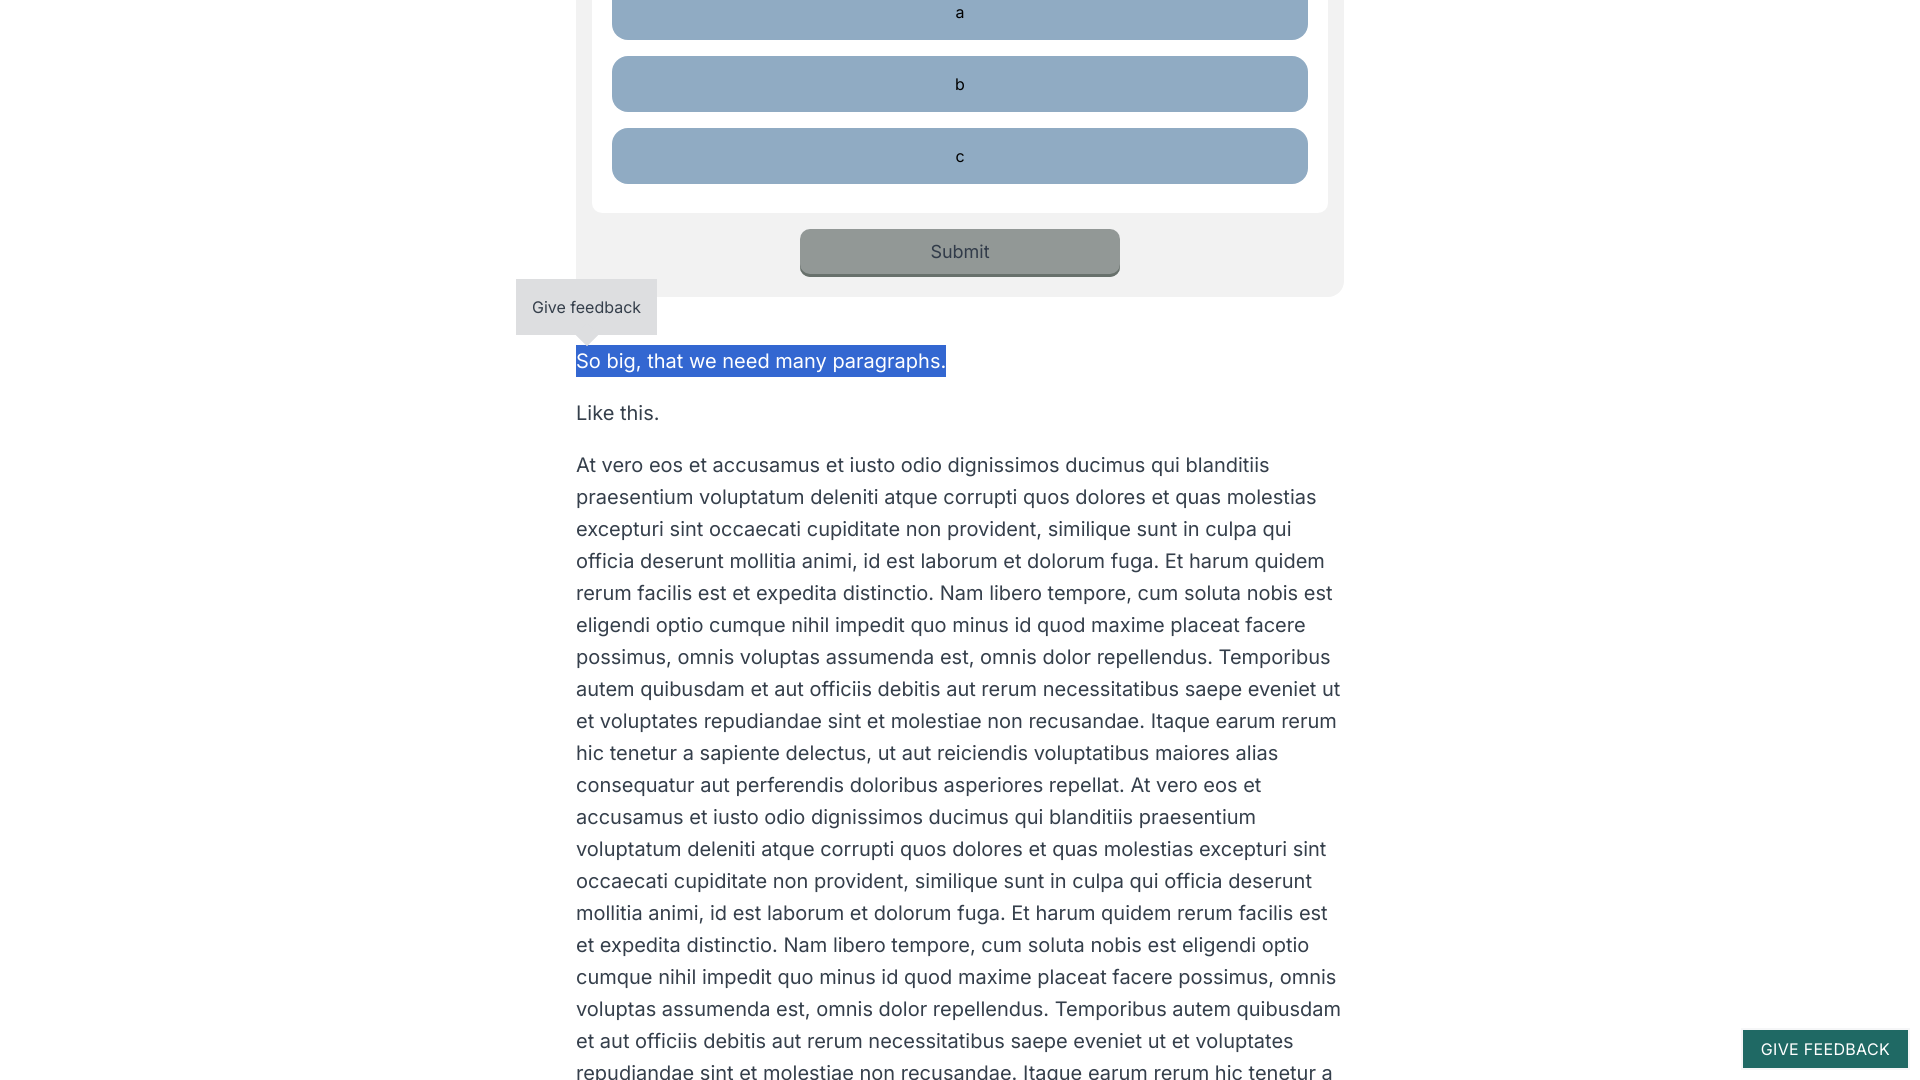 a
b
c
Submit
Give feedback
So big, that we need many paragraphs.
Like this.
At vero eos et accusamus et iusto odio dignissimos ducimus qui blanditiis
praesentium voluptatum deleniti atque corrupti quos dolores et quas molestias
excepturi sint occaecati cupiditate non provident, similique sunt in culpa qui
officia deserunt mollitia animi, id est laborum et dolorum fuga. Et harum quidem
rerum facilis est et expedita distinctio. Nam libero tempore, cum soluta nobis est
eligendi optio cumque nihil impedit quo minus id quod maxime placeat facere
possimus, omnis voluptas assumenda est, omnis dolor repellendus. Temporibus
autem quibusdam et aut officiis debitis aut rerum necessitatibus saepe eveniet ut
et voluptates repudiandae sint et molestiae non recusandae. Itaque earum rerum
hic tenetur a sapiente delectus, ut aut reiciendis voluptatibus maiores alias
consequatur aut perferendis doloribus asperiores repellat. At vero eos et
accusamus et iusto odio dignissimos ducimus qui blanditiis praesentium
voluptatum deleniti atque corrupti quos dolores et quas molestias excepturi sint
occaecati cupiditate non provident, similique sunt in culpa qui officia deserunt
mollitia animi, id est laborum et dolorum fuga. Et harum quidem rerum facilis est
et expedita distinctio. Nam libero tempore, cum soluta nobis est eligendi optio
cumque nihil impedit quo minus id quod maxime placeat facere possimus, omnis
voluptas assumenda est, omnis dolor repellendus. Temporibus autem quibusdam
et aut officiis debitis aut rerum necessitatibus saepe eveniet ut et voluptates
repudiandae sint et molestiae non recusandae. Itaque earum rerum hic tenetur a
GIVE FEEDBACK